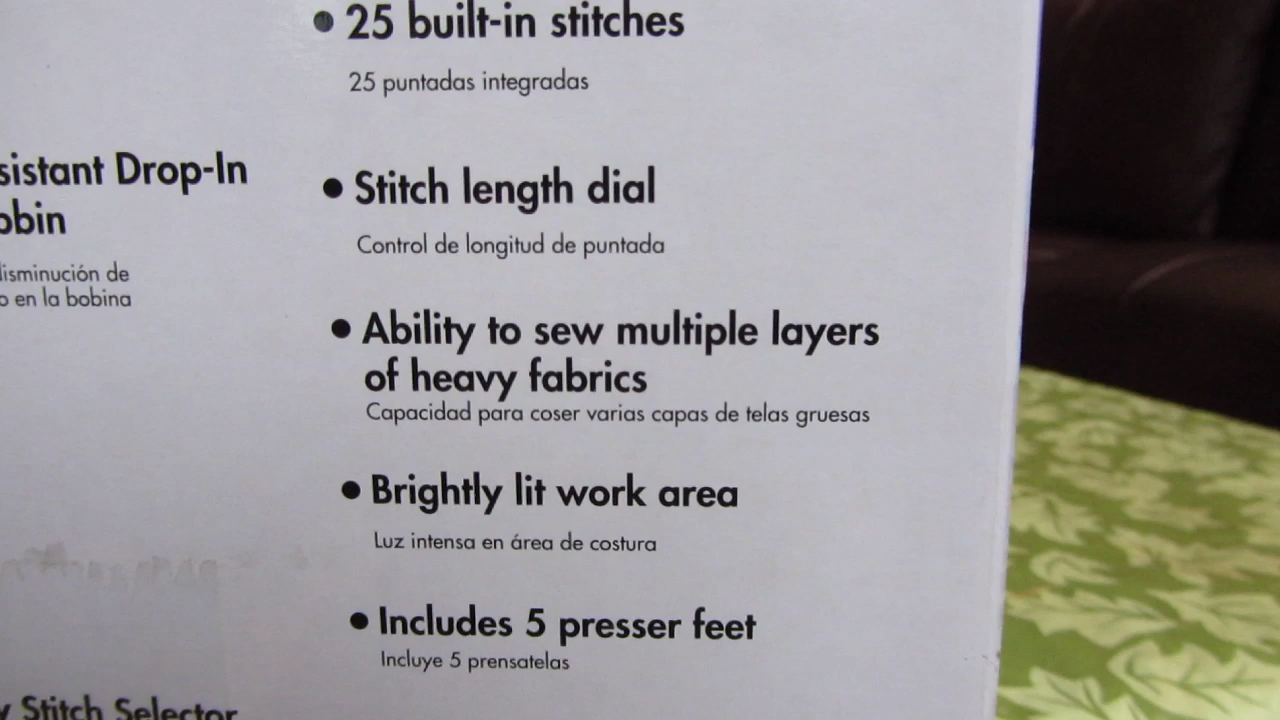 sistant Drop-In
obbin
disminución de
o en la bobina
y Stitch Selector
• 25 built-in stitches
25 puntadas integradas
• Stitch length dial
Control de longitud de puntada
• Ability to sew multiple layers
of heavy fabrics
Capacidad para coser varias capas de telas gruesas
• Brightly lit work area
Luz intensa en área de costura
• Includes 5 presser feet
Incluye 5 prensatelas